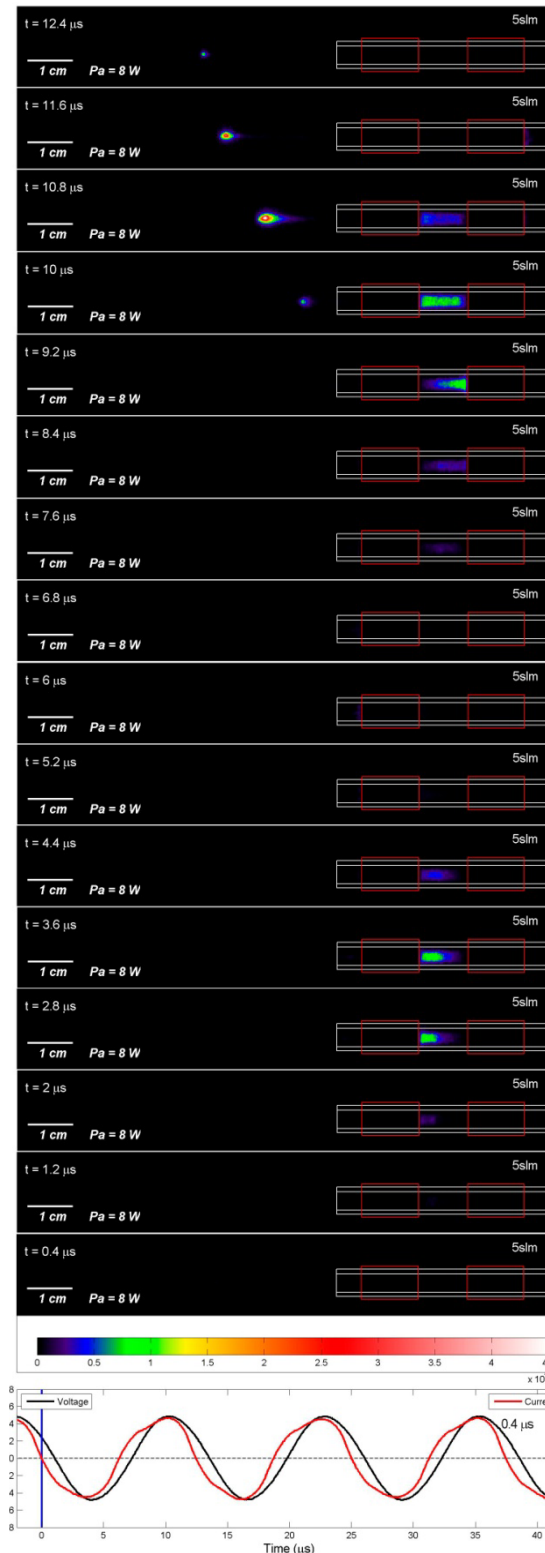 t = 12.4 μs 5slm
1 cm Pa = 8 W
t = 11.6 μs 5slm
1 cm Pa = 8 W
t = 10.8 μs 5slm
1 cm Pa = 8 W
t = 10 μs 5slm
1 cm Pa = 8 W
t = 9.2 μs 5slm
1 cm Pa = 8 W
t = 8.4 μs 5slm
1 cm Pa = 8 W
t = 7.6 μs 5slm
1 cm Pa = 8 W
t = 6.8 μs 5slm
1 cm Pa = 8 W
t = 6 μs 5slm
1 cm Pa = 8 W
t = 5.2 μs 5slm
1 cm Pa = 8 W
t = 4.4 μs 5slm
1 cm Pa = 8 W
t = 3.6 μs 5slm
1 cm Pa = 8 W
t = 2.8 μs 5slm
1 cm Pa = 8 W
t = 2 μs 5slm
1 cm Pa = 8 W
t = 1.2 μs 5slm
1 cm Pa = 8 W
t = 0.4 μs 5slm
1 cm Pa = 8 W
0 0.5 1 1.5 2 2.5 3 3.5 4
x 10
8
Voltage Curre
6
0.4 μs
4
2
0
2
4
6
8
0 5 10 15 20 25 30 35 40
Time (μs)